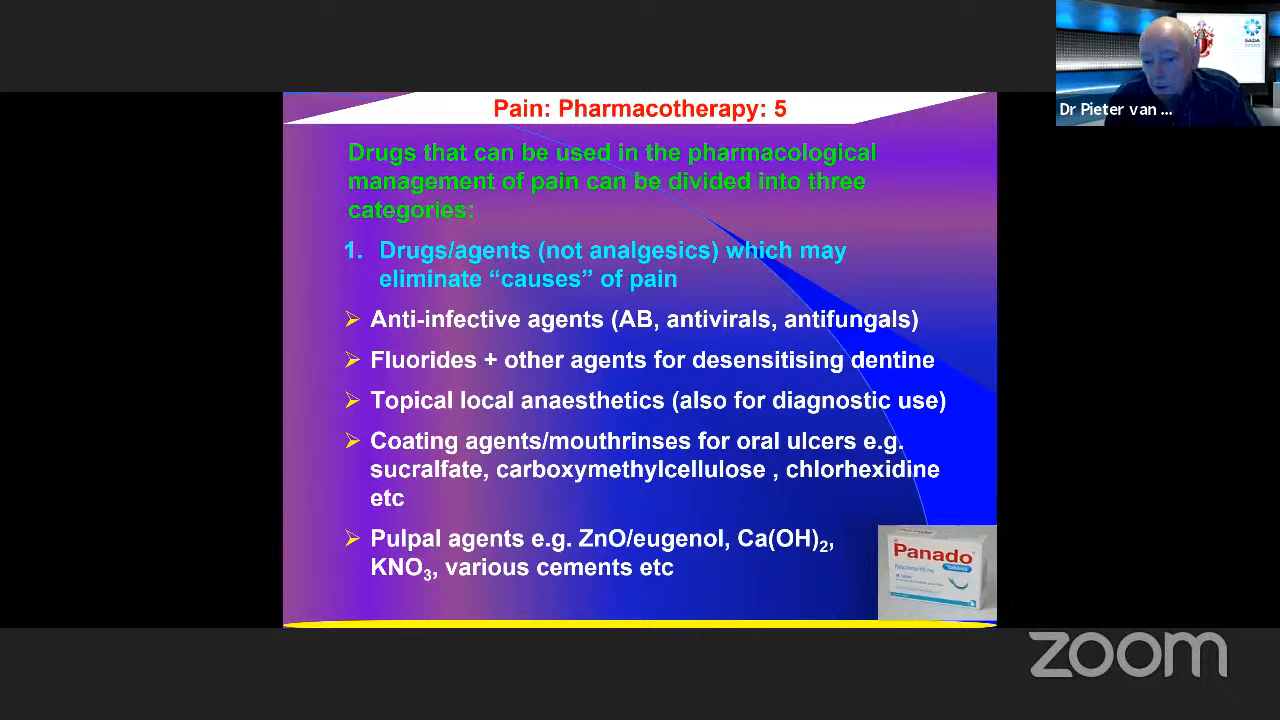 Pain: Pharmacotherapy: 5
Drugs that can be used in the pharmacological
management of pain can be divided into three
categories:
1. Drugs/agents (not analgesics) which may
eliminate “causes” of pain
➢ Anti-infective agents (AB, antivirals, antifungals)
➢ Fluorides + other agents for desensitising dentine
➢ Topical local anaesthetics (also for diagnostic use)
➢ Coating agents/mouthrinses for oral ulcers e.g.
sucralfate, carboxymethylcellulose , chlorhexidine
etc
➢ Pulpal agents e.g. ZnO/eugenol, Ca(OH)₂,
KNO₃, various cements etc
Panado
Tablets
SADA
Dr Pieter van ...
zoom